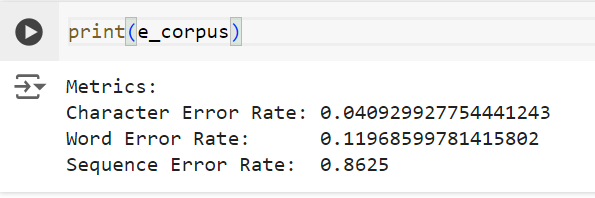 print(e_corpus)
Metrics:
Character Error Rate: 0.040929927754441243
Word Error Rate:      0.11968599781415802
Sequence Error Rate:  0.8625